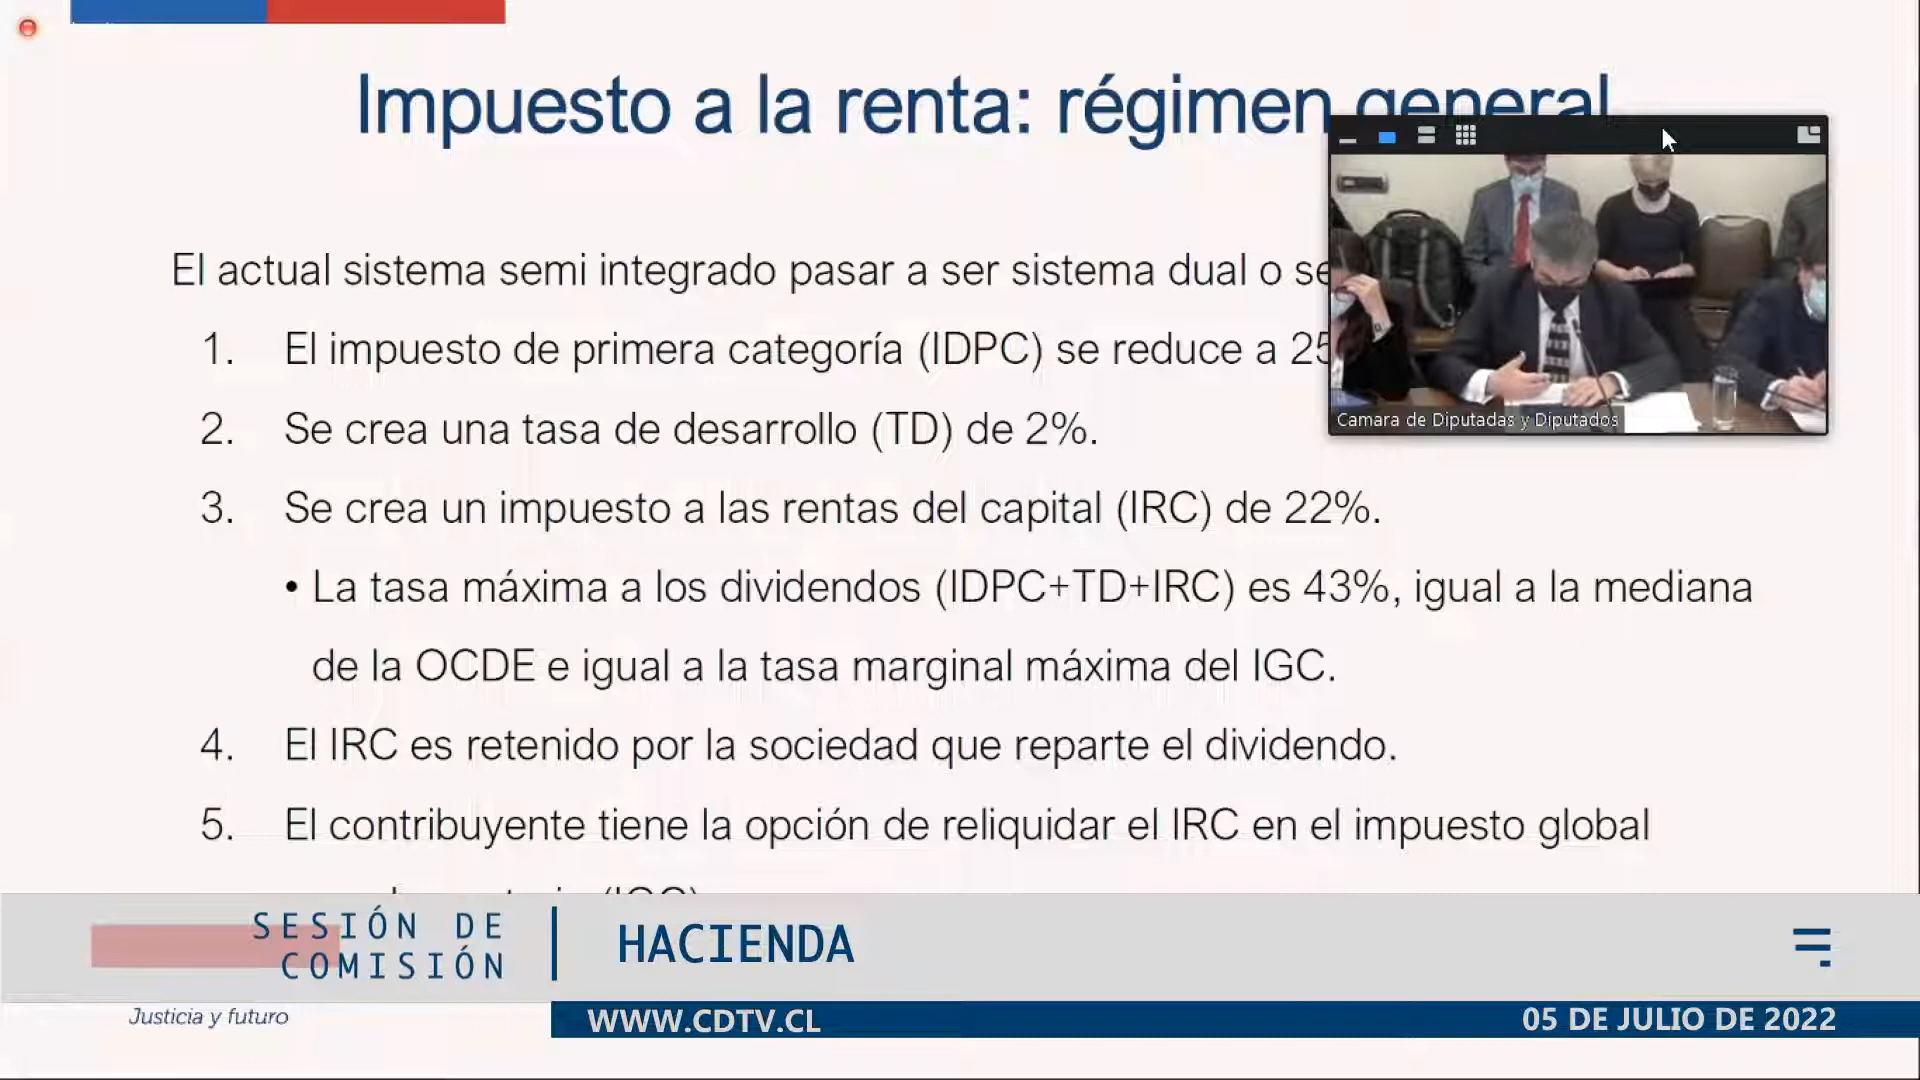 Impuesto a la renta: régimen general
El actual sistema semi integrado pasar a ser sistema dual o
1. El impuesto de primera categoría (IDPC) se reduce a
2. Se crea una tasa de desarrollo (TD) de 2%.
3. Se crea un impuesto a las rentas del capital (IRC) de 22%.
• La tasa máxima a los dividendos (IDPC+TD+IRC) es 43%, igual a la mediana
de la OCDE e igual a la tasa marginal máxima del IGC.
4. El IRC es retenido por la sociedad que reparte el dividendo.
5. El contribuyente tiene la opción de reliquidar el IRC en el impuesto global
Camara de Diputadas y Diputados
SESIÓN DE
COMISIÓN
HACIENDA
Justicia y futuro
WWW.CDTV.CL
05 DE JULIO DE 2022